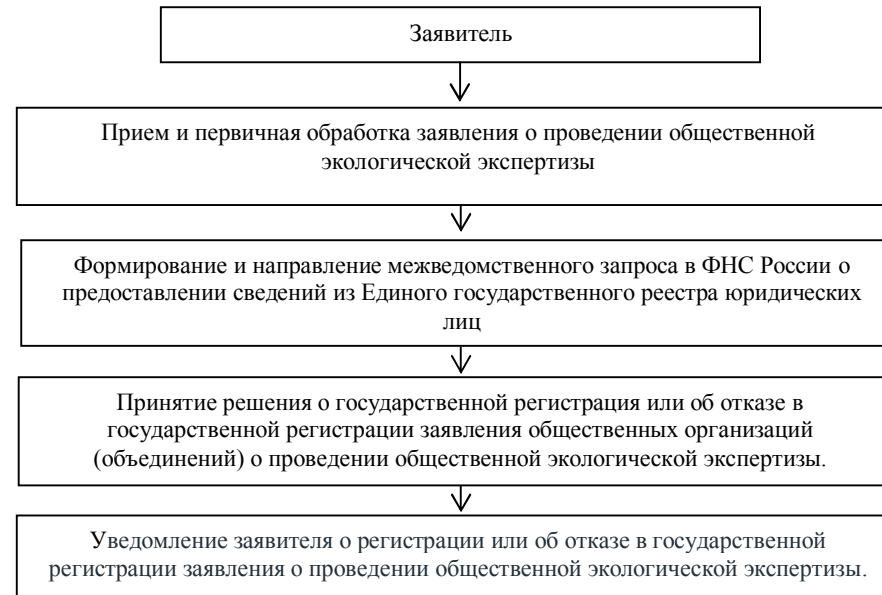 Заявитель
Прием и первичная обработка заявления о проведении общественной
экологической экспертизы
Формирование и направление межведомственного запроса в ФНС России о
предоставлении сведений из Единого государственного реестра юридических
лиц
Принятие решения о государственной регистрация или об отказе в
государственной регистрации заявления общественных организаций
(объединений) о проведении общественной экологической экспертизы.
Уведомление заявителя о регистрации или об отказе в государственной
регистрации заявления о проведении общественной экологической экспертизы.